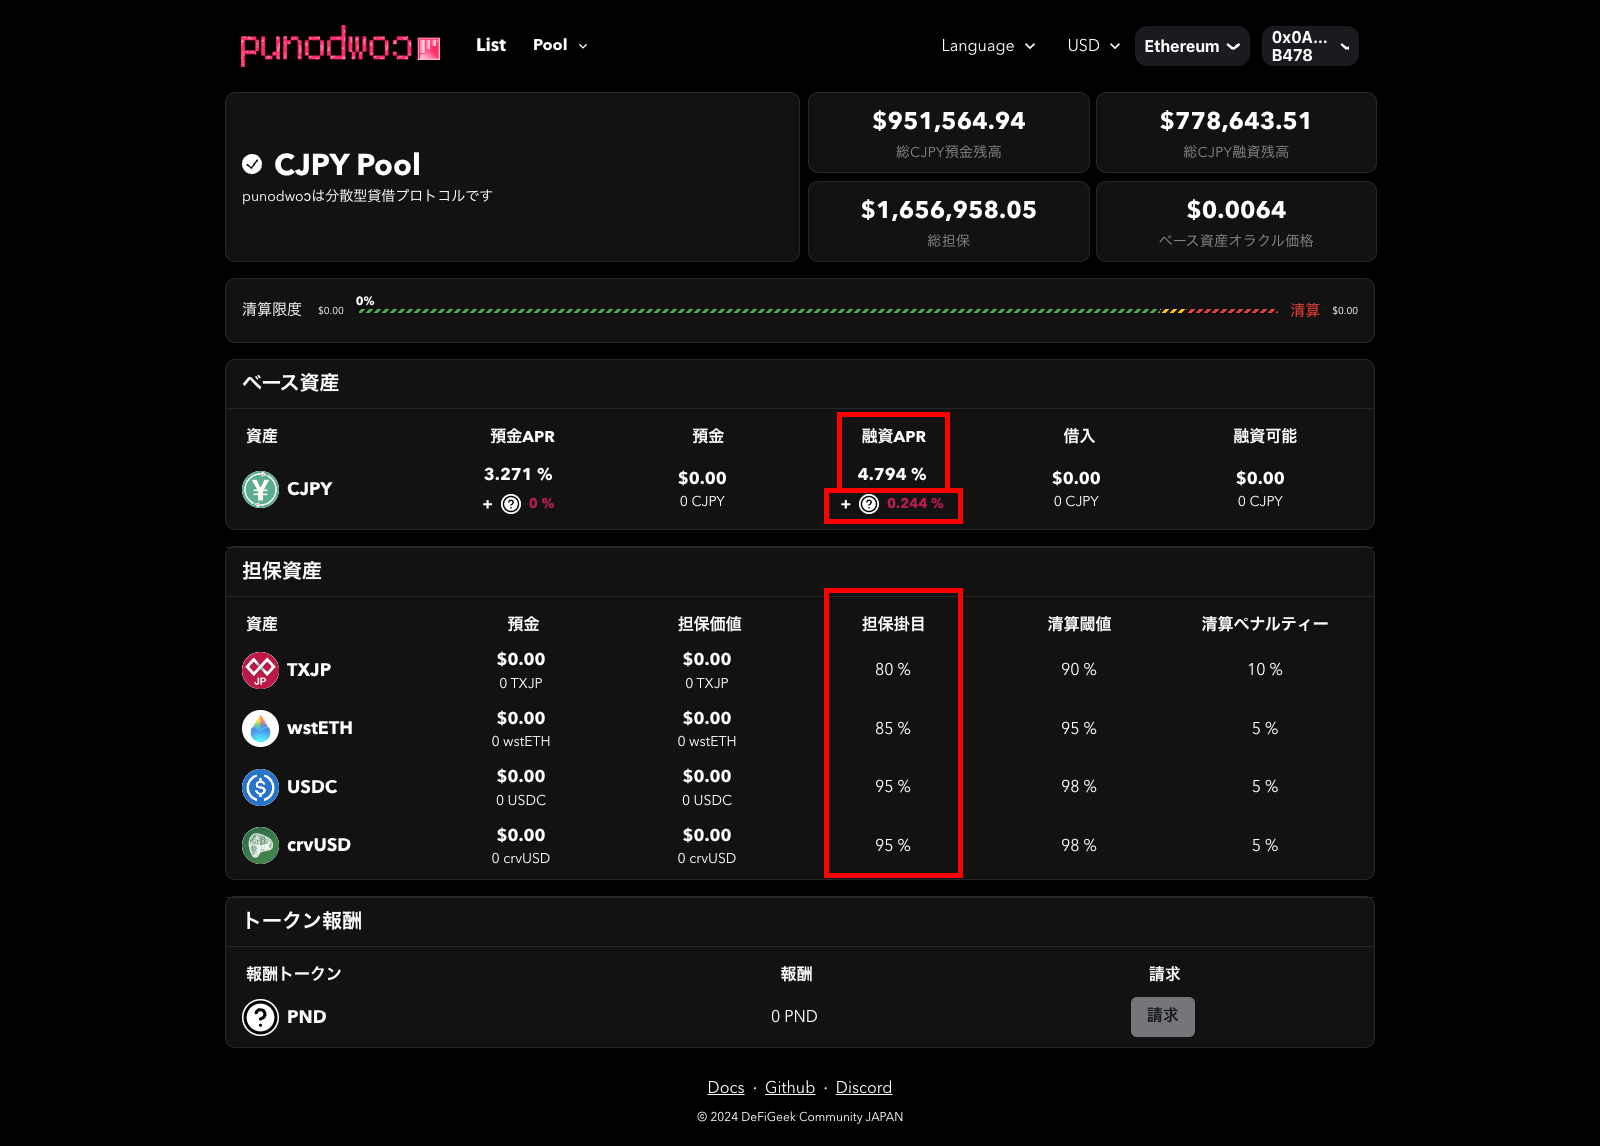 punodwoɔ
List
Pool
Language
USD
Ethereum
0x0A...
B478
CJPY Pool
punodwoɔは分散型貸借プロトコルです
$951,564.94
総CJPY預金残高
$778,643.51
総CJPY融資残高
$1,656,958.05
総担保
$0.0064
ベース資産オラクル価格
清算限度 $0.00 0% 清算 $0.00
ベース資産
資産 預金APR 預金 融資APR 借入 融資可能
CJPY 3.271 % $0.00 4.794 % $0.00 $0.00
+ ? 0 % 0 CJPY + ? 0.244 % 0 CJPY 0 CJPY
担保資産
資産 預金 担保価値 担保掛目 清算閾値 清算ペナルティー
JP TXJP $0.00 $0.00 80 % 90 % 10 %
0 TXJP 0 TXJP
wstETH $0.00 $0.00 85 % 95 % 5 %
0 wstETH 0 wstETH
USDC $0.00 $0.00 95 % 98 % 5 %
0 USDC 0 USDC
crvUSD $0.00 $0.00 95 % 98 % 5 %
0 crvUSD 0 crvUSD
トークン報酬
報酬トークン 報酬 請求
? PND 0 PND 請求
Docs · Github · Discord
© 2024 DeFiGeek Community JAPAN